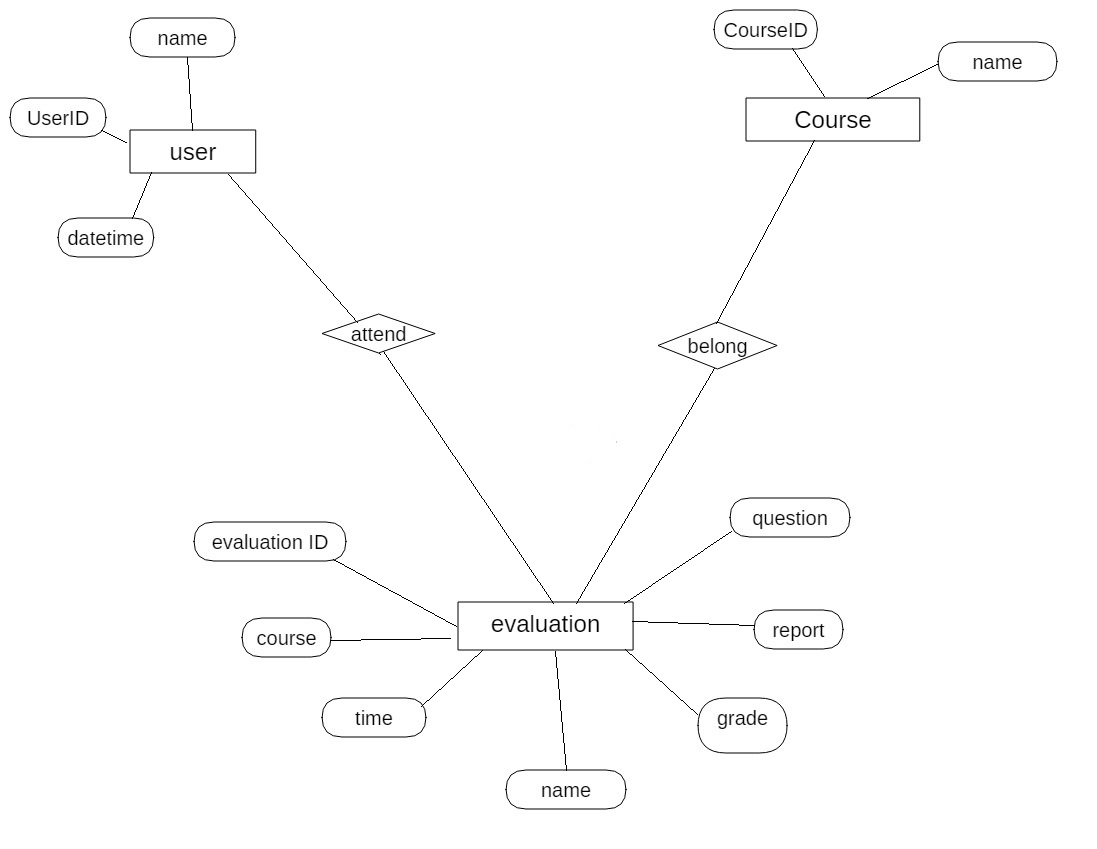 name
CourseID
name
UserID
user
Course
datetime
attend
belong
evaluation ID
question
evaluation
course
report
time
grade
name